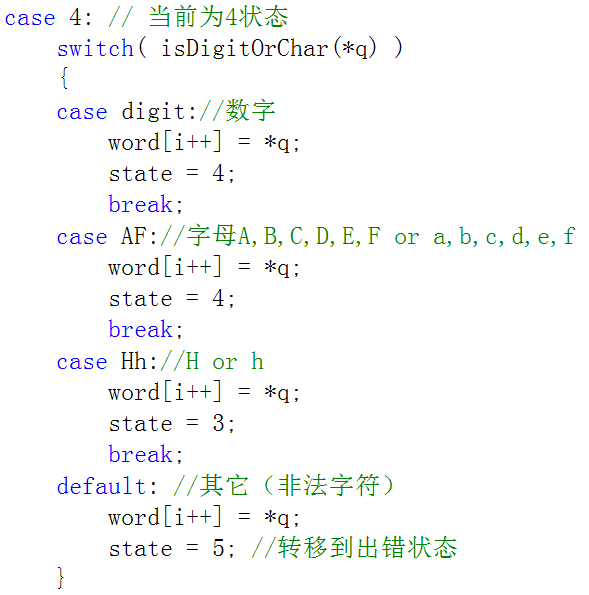 case 4: // 当前为4状态
    switch( isDigitOrChar(*q) )
    {
    case digit://数字
        word[i++] = *q;
        state = 4;
        break;
    case AF://字母A,B,C,D,E,F or a,b,c,d,e,f
        word[i++] = *q;
        state = 4;
        break;
    case Hh://H or h
        word[i++] = *q;
        state = 3;
        break;
    default: //其它（非法字符）
        word[i++] = *q;
        state = 5; //转移到出错状态
    }